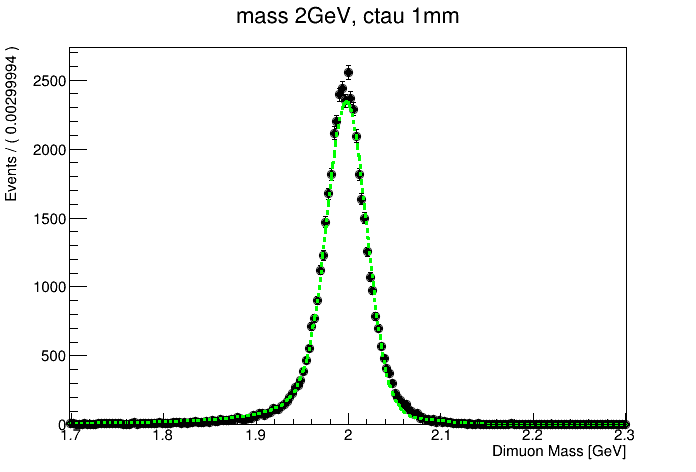 mass 2GeV, ctau 1mm
Events / ( 0.00299994 )
2500
2000
1500
1000
500
0
1.7 1.8 1.9 2 2.1 2.2 2.3
Dimuon Mass [GeV]